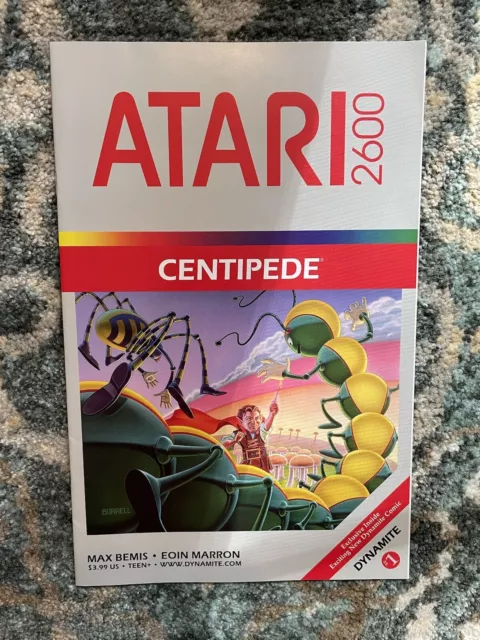 ATARI 2600
CENTIPEDE®
BURRELL
Exclusive Inside
Exciting New Dynamite Comic
DYNAMITE
#1
MAX BEMIS • EOIN MARRON
$3.99 US • TEEN+ • WWW.DYNAMITE.COM